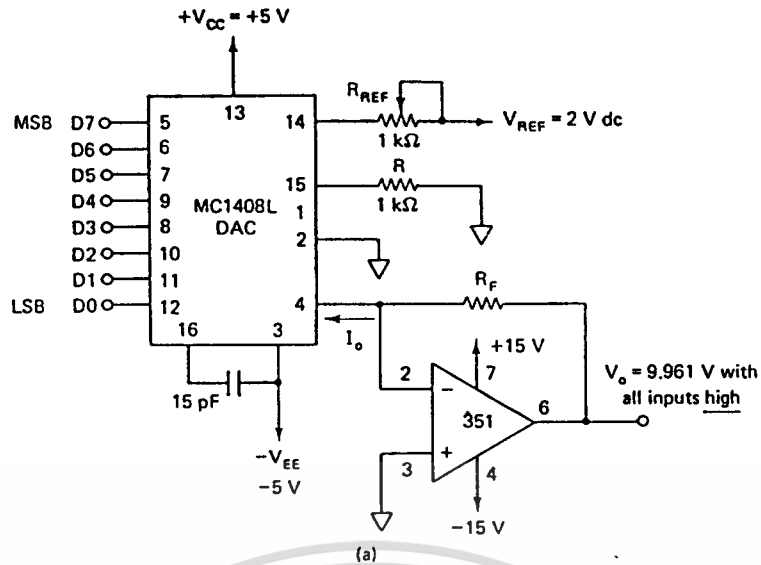 +V_CC = +5 V
13
MSB D7 5
D6 6
D5 7
D4 9
D3 8
D2 10
D1 11
LSB D0 12
MC1408L
DAC
14
R_REF
1 kΩ
V_REF = 2 V dc
15
R
1 kΩ
1
2
4
I_o
R_F
16
3
15 pF
-V_EE
-5 V
+15 V
7
2
-
351
6
+
3
4
-15 V
V_o = 9,961 V with
all inputs high
(a)